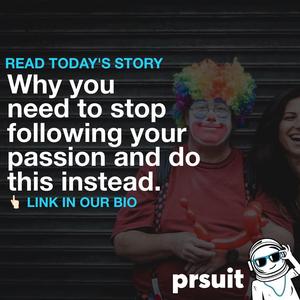 READ TODAY'S STORY
Why you
need to stop
following your
passion and do
this instead.
👆🏻 LINK IN OUR BIO
prsuit